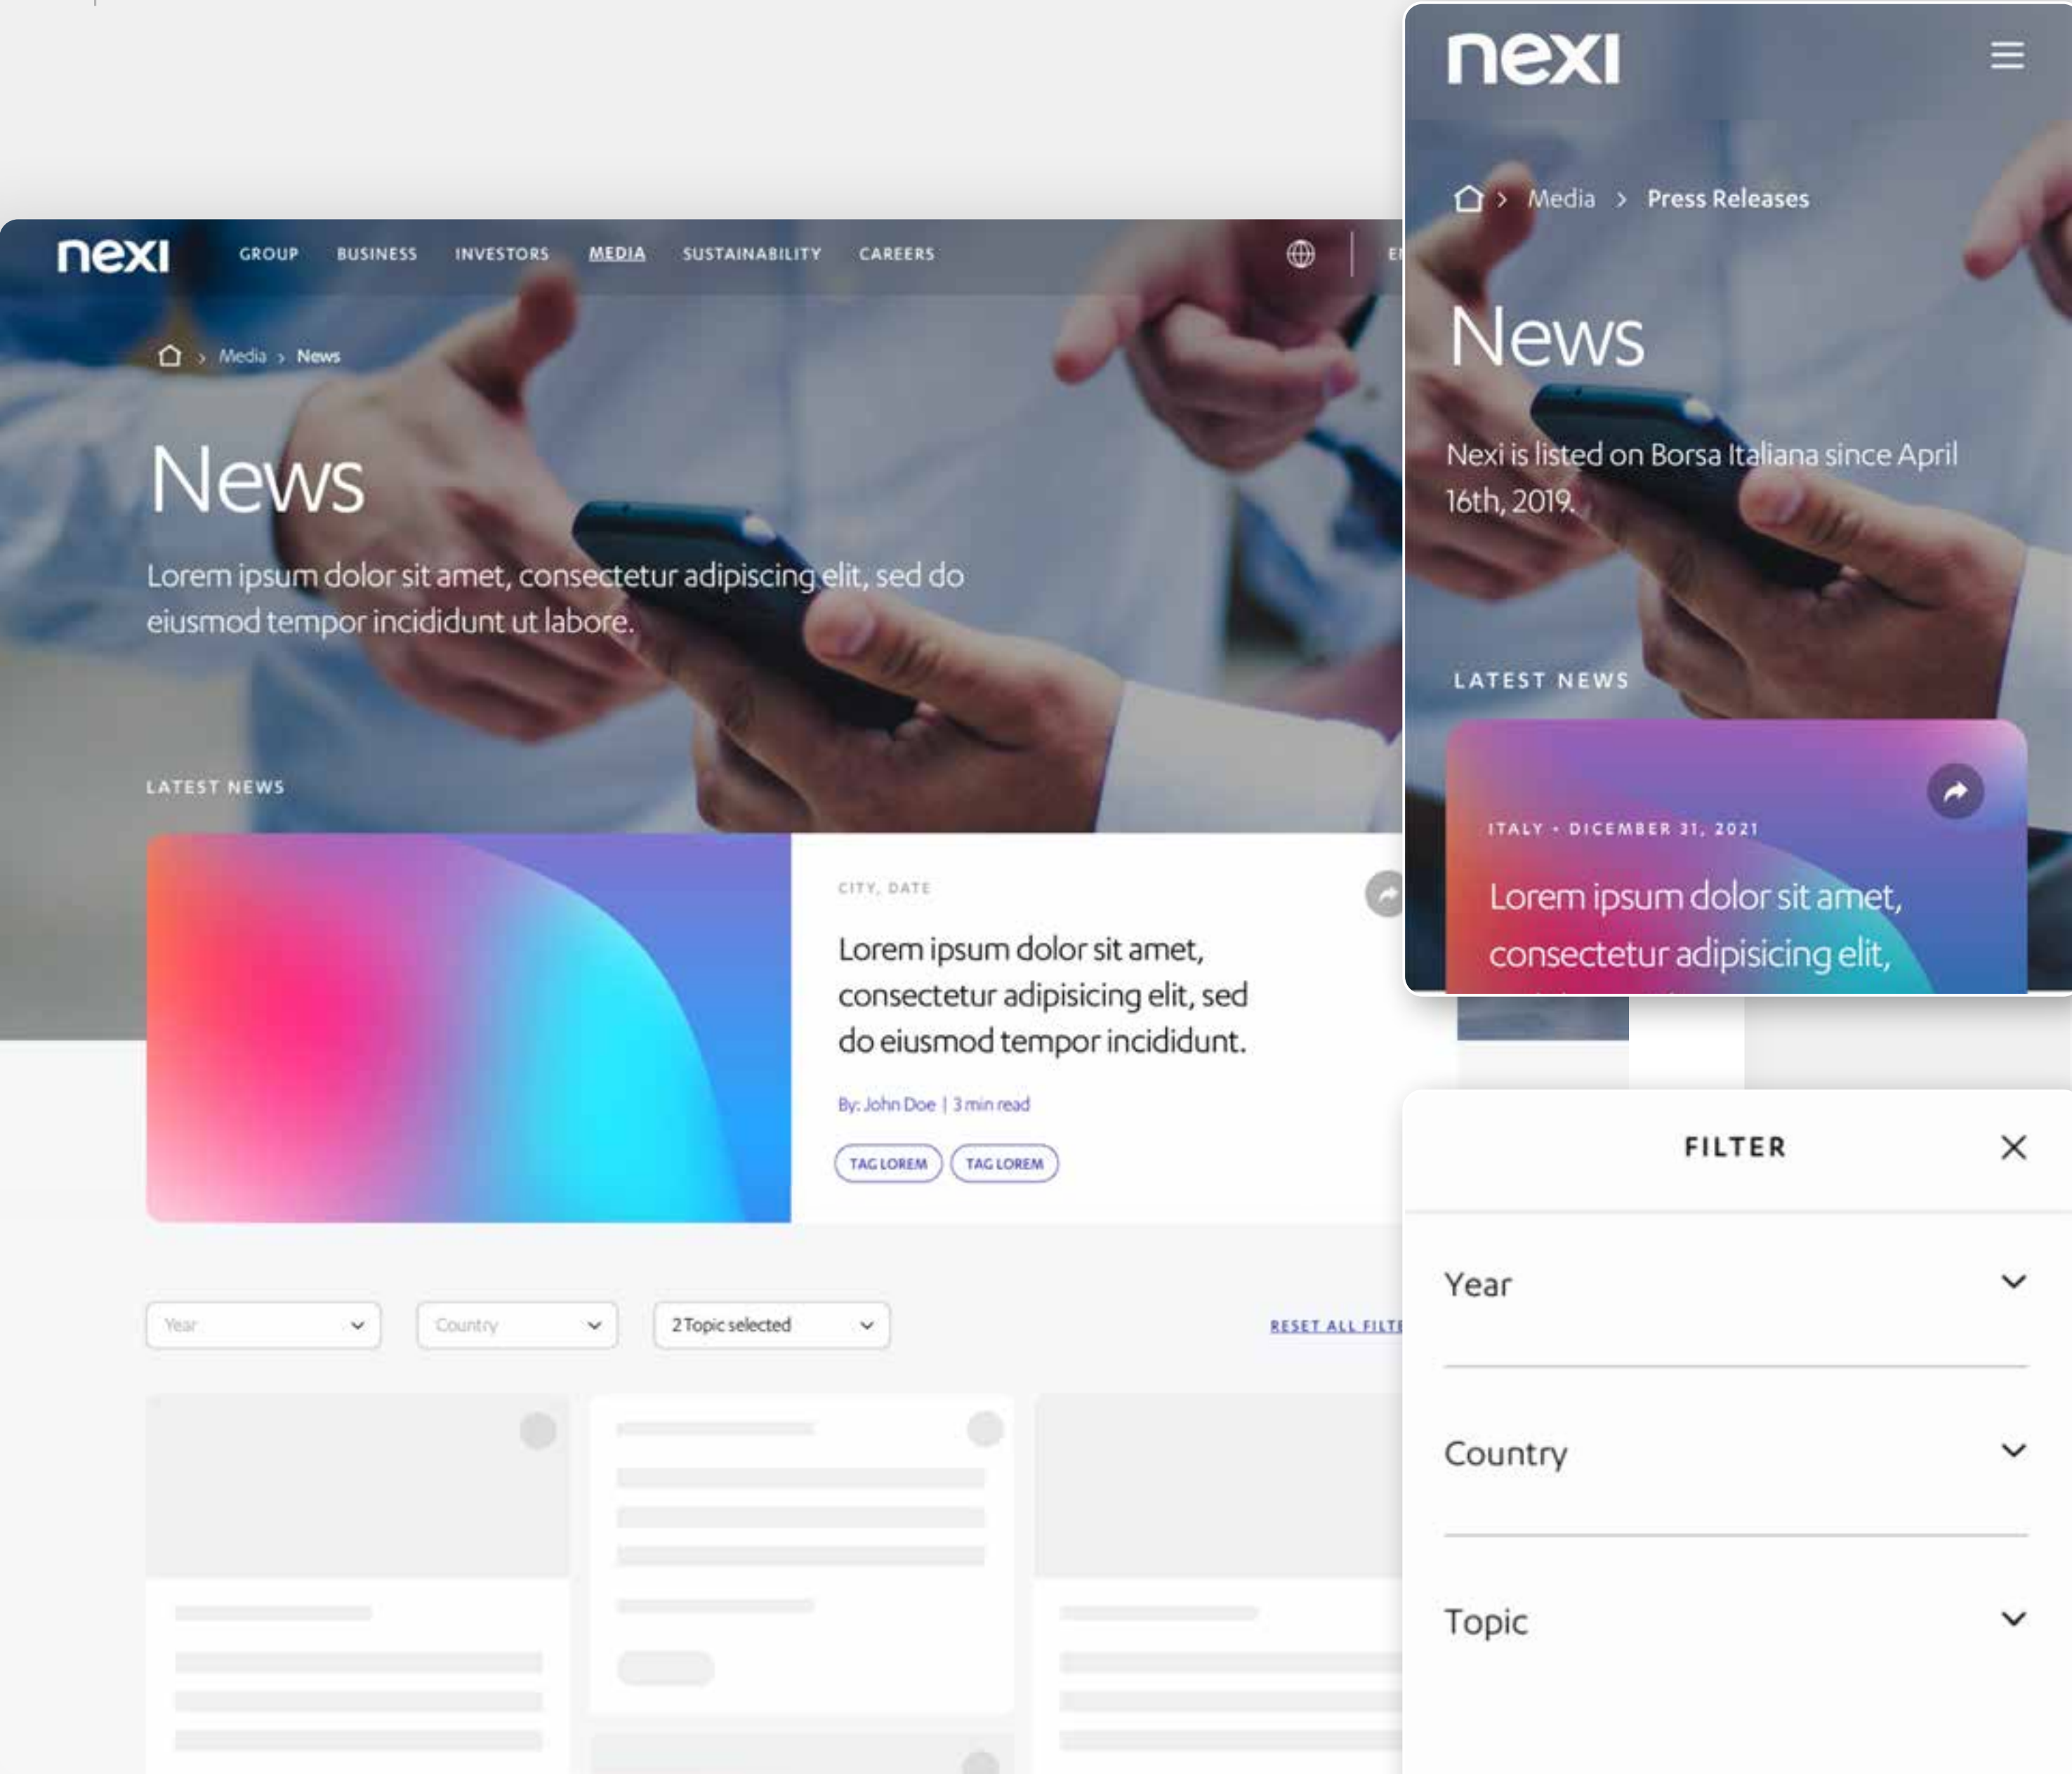 nexi
GROUP BUSINESS INVESTORS MEDIA SUSTAINABILITY CAREERS
Media > News
News
Lorem ipsum dolor sit amet, consectetur adipiscing elit, sed do
eiusmod tempor incididunt ut labore.
LATEST NEWS
CITY, DATE
Lorem ipsum dolor sit amet,
consectetur adipisicing elit, sed
do eiusmod tempor incididunt.
By: John Doe | 3 min read
TAG LOREM TAG LOREM
Year Country 2 Topic selected
RESET ALL
nexi
> Media > Press Releases
News
Nexi is listed on Borsa Italiana since April
16th, 2019.
LATEST NEWS
ITALY • DICEMBER 31, 2021
Lorem ipsum dolor sit amet,
consectetur adipisicing elit,
FILTER
Year
Country
Topic